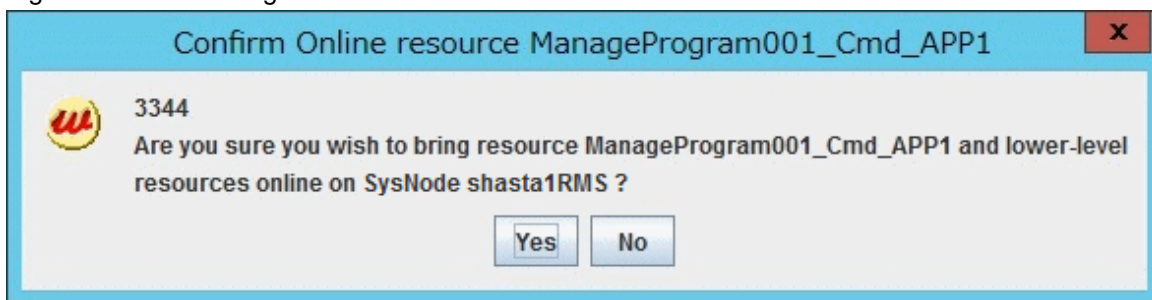 Confirm Online resource ManageProgram001_Cmd_APP1
x
3344
Are you sure you wish to bring resource ManageProgram001_Cmd_APP1 and lower-level
resources online on SysNode shasta1RMS ?
Yes No